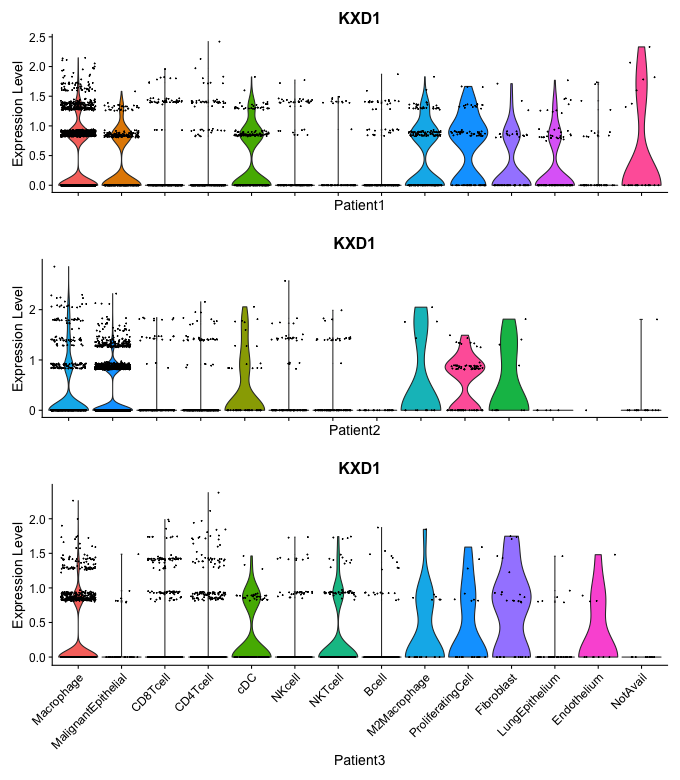 KXD1
Expression Level
2.5
2.0
1.5
1.0
0.5
0.0
Patient1
KXD1
Expression Level
2
1
0
Patient2
KXD1
Expression Level
2.0
1.5
1.0
0.5
0.0
Macrophage
MalignantEpithelial
CD8Tcell
CD4Tcell
cDC
NKcell
NKTcell
Bcell
M2Macrophage
ProliferatingCell
Fibroblast
LungEpithelium
Endothelium
NotAvail
Patient3